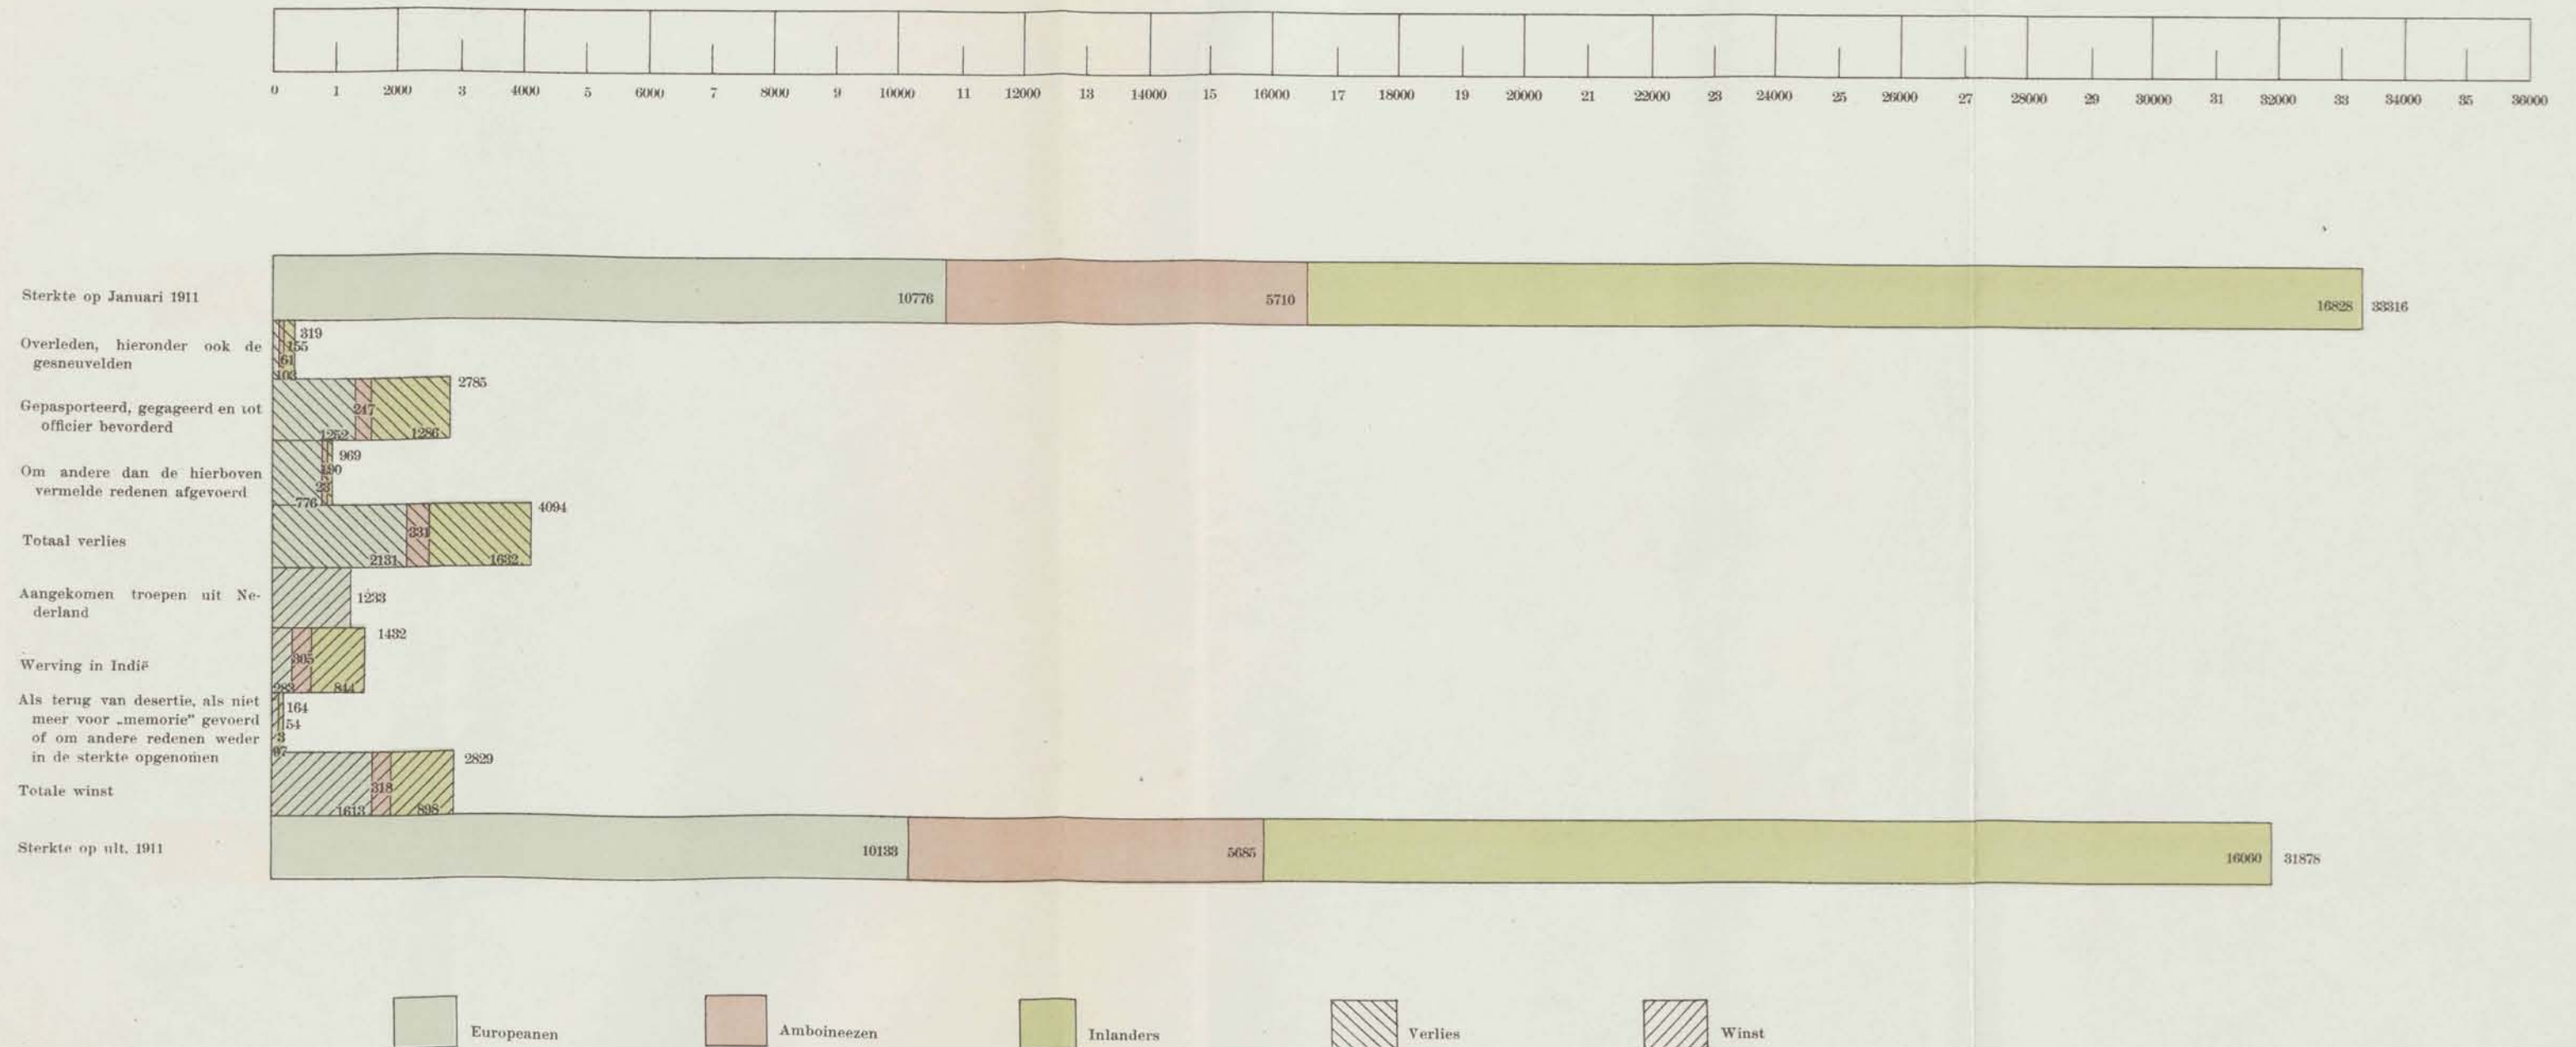 0 1 2000 3 4000 5 6000 7 8000 9 10000 11 12000 13 14000 15 16000 17 18000 19 20000 21 22000 23 24000 25 26000 27 28000 29 30000 31 32000 33 34000 35 36000
Sterkte op Januari 1911 10776 5710 16828 33316
319
Overleden, hieronder ook de 155
gesneuvelden 61
103
2785
Gepasporteerd, gegageerd en tot 247
officier bevorderd 1252 1286
969
Om andere dan de hierboven 190
vermelde redenen afgevoerd 23
776
4094
Totaal verlies 331
2131 1632
Aangekomen troepen uit Ne- 1233
derland
1432
Werving in Indië 305
283 844
Als terug van desertie, als niet 164
meer voor „memorie” gevoerd 54
of om andere redenen weder 3
in de sterkte opgenomen 97
2829
Totale winst 318
1613 898
Sterkte op ult. 1911 10133 5685 16060 31878
Europeanen Amboineezen Inlanders Verlies Winst